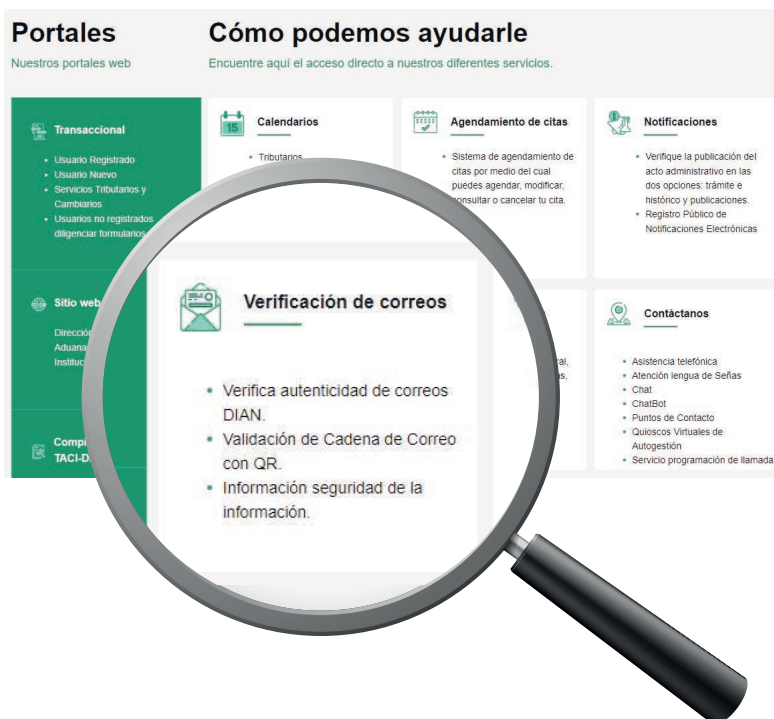 Portales
Nuestros portales web
Cómo podemos ayudarle
Encuentre aquí el acceso directo a nuestros diferentes servicios.
Transaccional
• Usuario Registrado
• Usuario Nuevo
• Servicios Tributarios y
Cambiarios
• Usuarios no registrados
diligenciar formularios
15
Calendarios
• Tributarios
Agendamiento de citas
• Sistema de agendamiento de
citas por medio del cual
puedes agendar, modificar,
consultar o cancelar tu cita.
Notificaciones
• Verifique la publicación del
acto administrativo en las
dos opciones: trámite e
histórico y publicaciones.
• Registro Público de
Notificaciones Electrónicas
Sitio web
Dirección
Aduana
Instituc
TACI-D
Verificación de correos
• Verifica autenticidad de correos
DIAN.
• Validación de Cadena de Correo
con QR.
• Información seguridad de la
información.
Contáctanos
• Asistencia telefónica
• Atención lengua de Señas
• Chat
• ChatBot
• Puntos de Contacto
• Quioscos Virtuales de
Autogestión
• Servicio programación de llamada